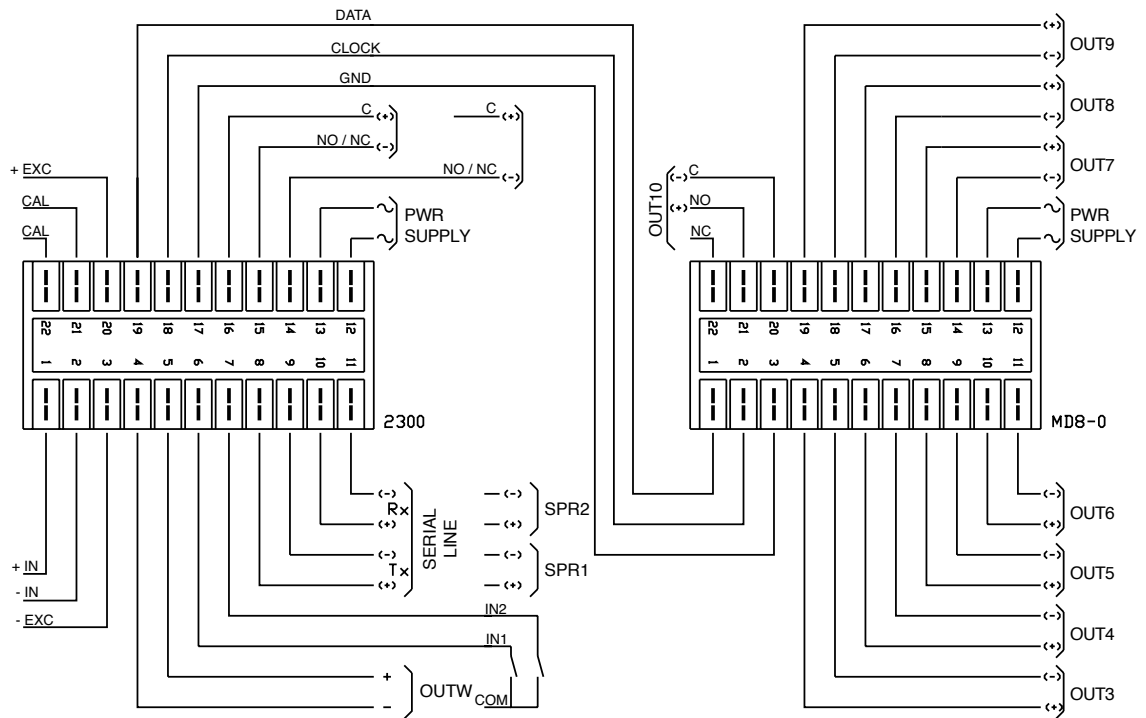 DATA
CLOCK
GND
C (+) C (+)
NO / NC (-)
NO / NC (-)
+ EXC
CAL
CAL
PWR
SUPPLY
22 21 20 19 18 17 16 15 14 13 12
1 2 3 4 5 6 7 8 9 10 11
2300
(-)
Rx
(+)
(-)
Tx
(+)
SERIAL
LINE
(-)
(+)
SPR2
(-)
(+)
SPR1
+ IN
- IN
- EXC
IN2
IN1
+
-
OUTW
COM
(+)
(-)
OUT9
(+)
(-)
OUT8
(+)
(-)
OUT7
OUT10
(-) C
(+) NO
NC
PWR
SUPPLY
22 21 20 19 18 17 16 15 14 13 12
1 2 3 4 5 6 7 8 9 10 11
MD8-0
(-)
(+)
OUT6
(-)
(+)
OUT5
(-)
(+)
OUT4
(-)
(+)
OUT3